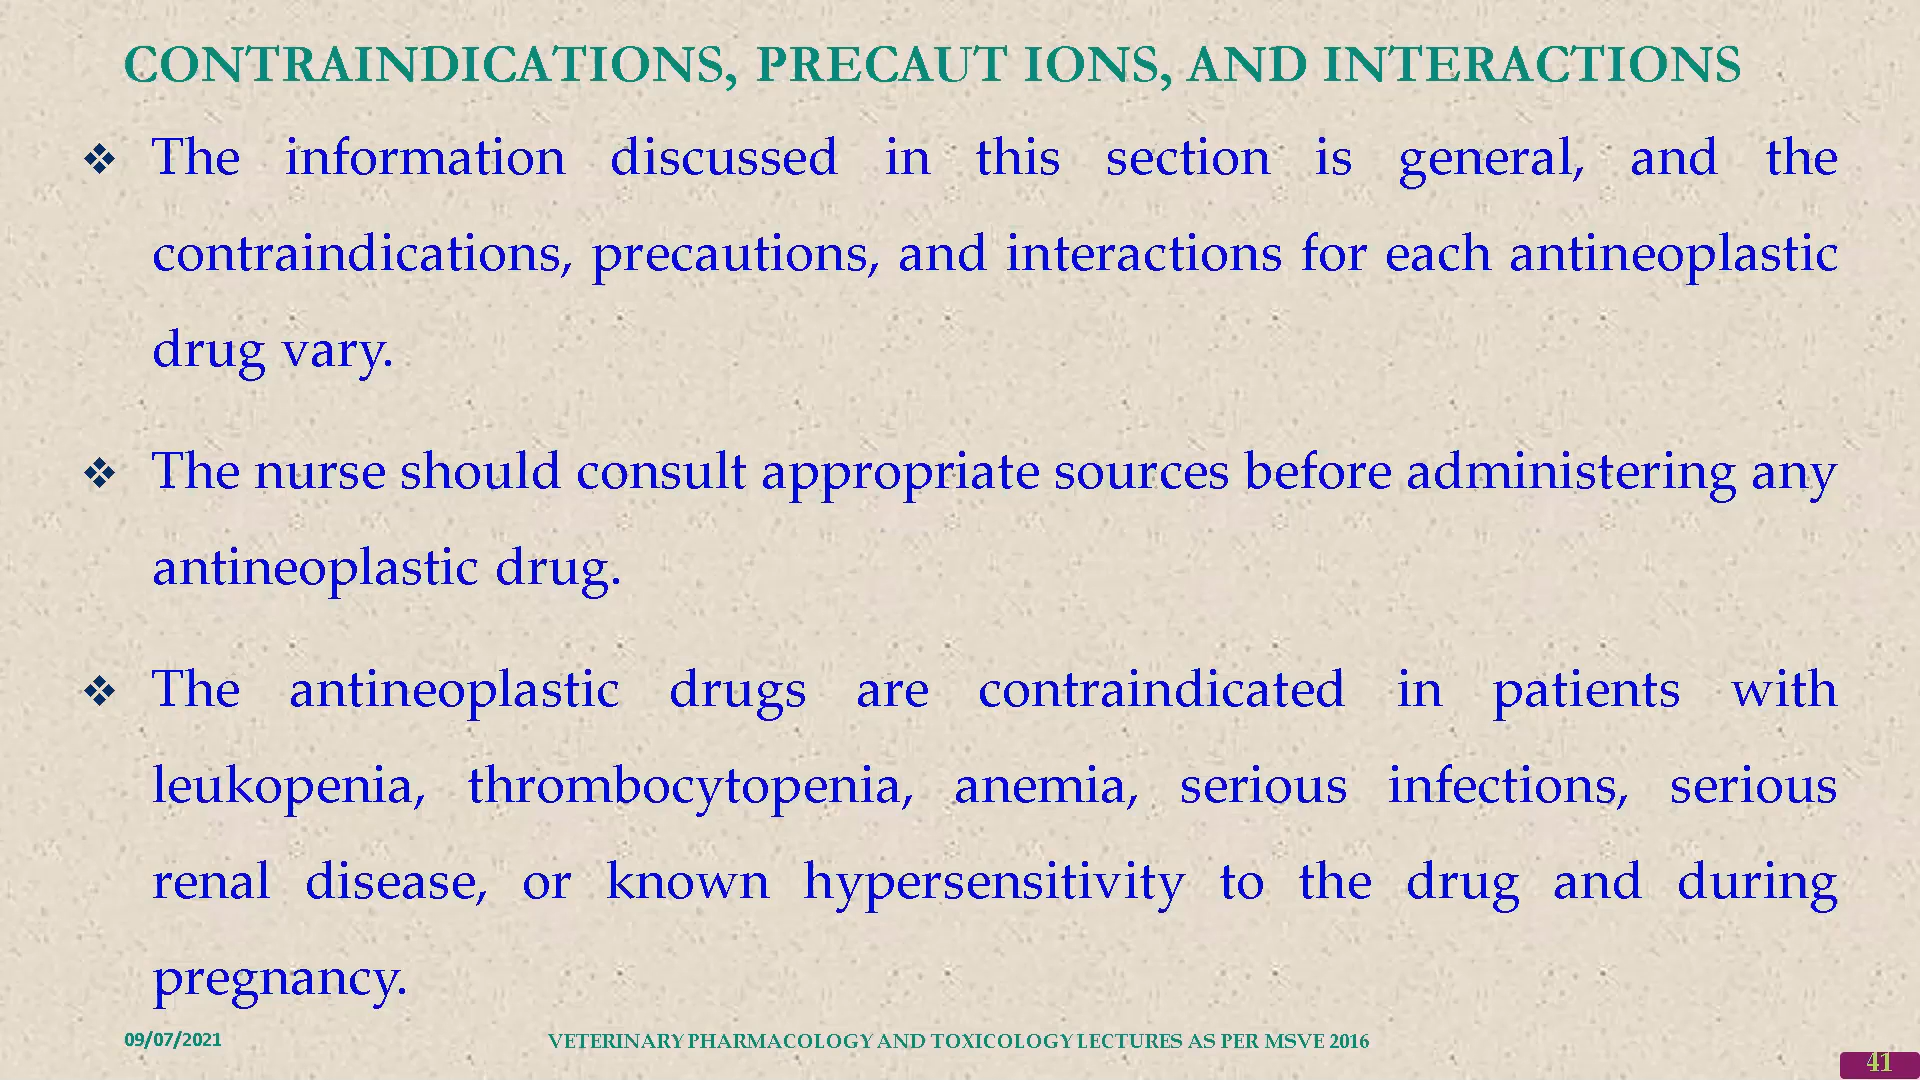 CONTRAINDICATIONS, PRECAUT IONS, AND INTERACTIONS
❖ The information discussed in this section is general, and the
contraindications, precautions, and interactions for each antineoplastic
drug vary.
❖ The nurse should consult appropriate sources before administering any
antineoplastic drug.
❖ The antineoplastic drugs are contraindicated in patients with
leukopenia, thrombocytopenia, anemia, serious infections, serious
renal disease, or known hypersensitivity to the drug and during
pregnancy.
09/07/2021
VETERINARY PHARMACOLOGY AND TOXICOLOGY LECTURES AS PER MSVE 2016
41